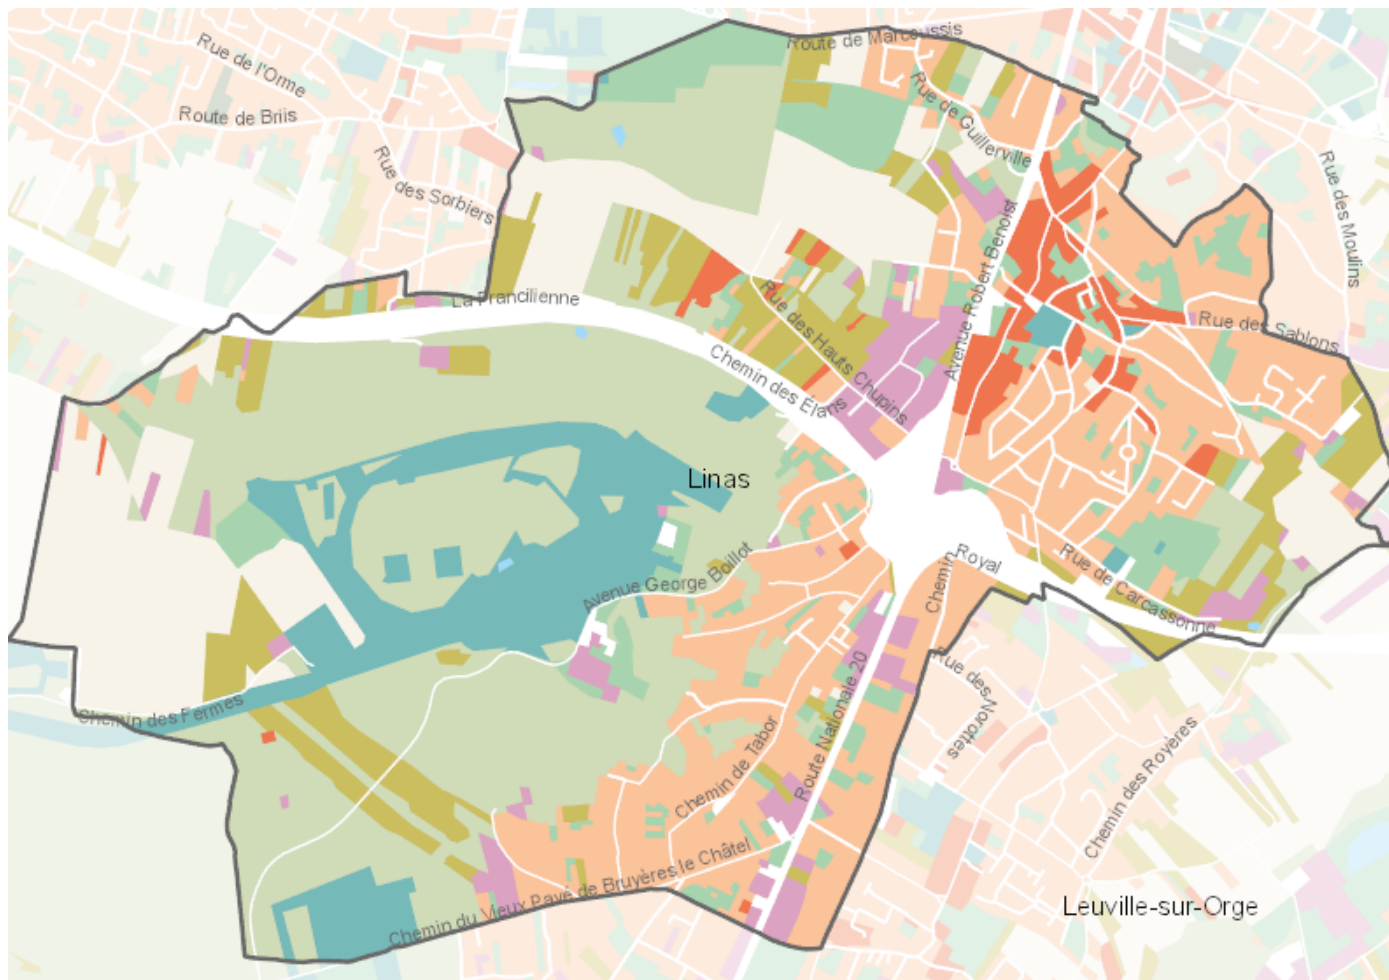 Route de Marcoussis
Rue de l'Orme
Route de Briis
Rue de Guillerville
Rue des Sorbiers
Rue des Moulins
Avenue Robert Benoist
La Francilienne
Rue des Sablons
Rue des Hauts Chupins
Chemin des Élans
Linas
Avenue George Boillot
Chemin
Royal
Rue de Carcassonne
Rue des
Norottes
Route Nationale 20
Chemin des Fermes
Chemin de Tabor
Chemin des Royères
Chemin du Vieux Pavé de Bruyères le Châtel
Leuville-sur-Orge